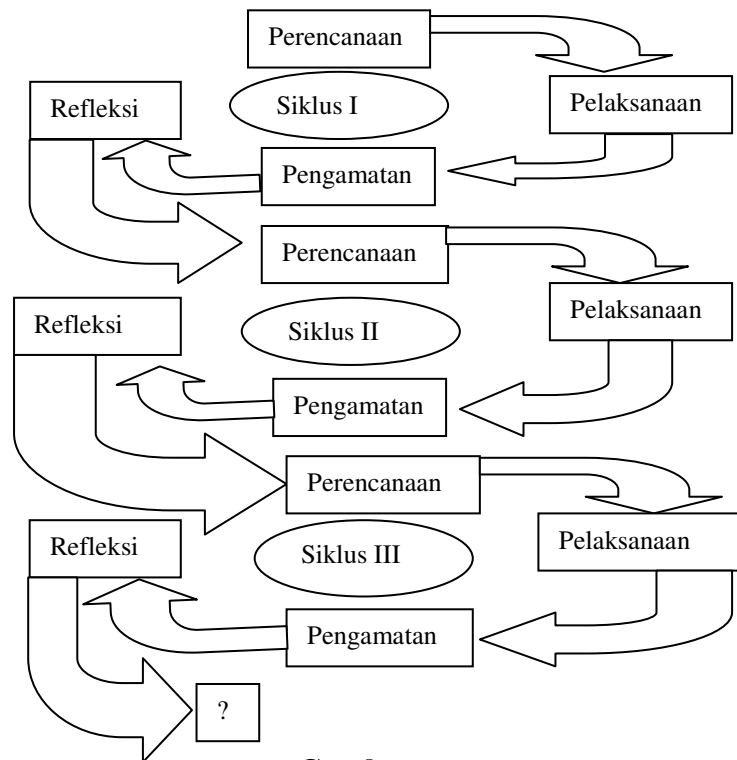 Perencanaan
Refleksi
Siklus I
Pelaksanaan
Pengamatan
Perencanaan
Refleksi
Siklus II
Pelaksanaan
Pengamatan
Perencanaan
Refleksi
Siklus III
Pelaksanaan
Pengamatan
?